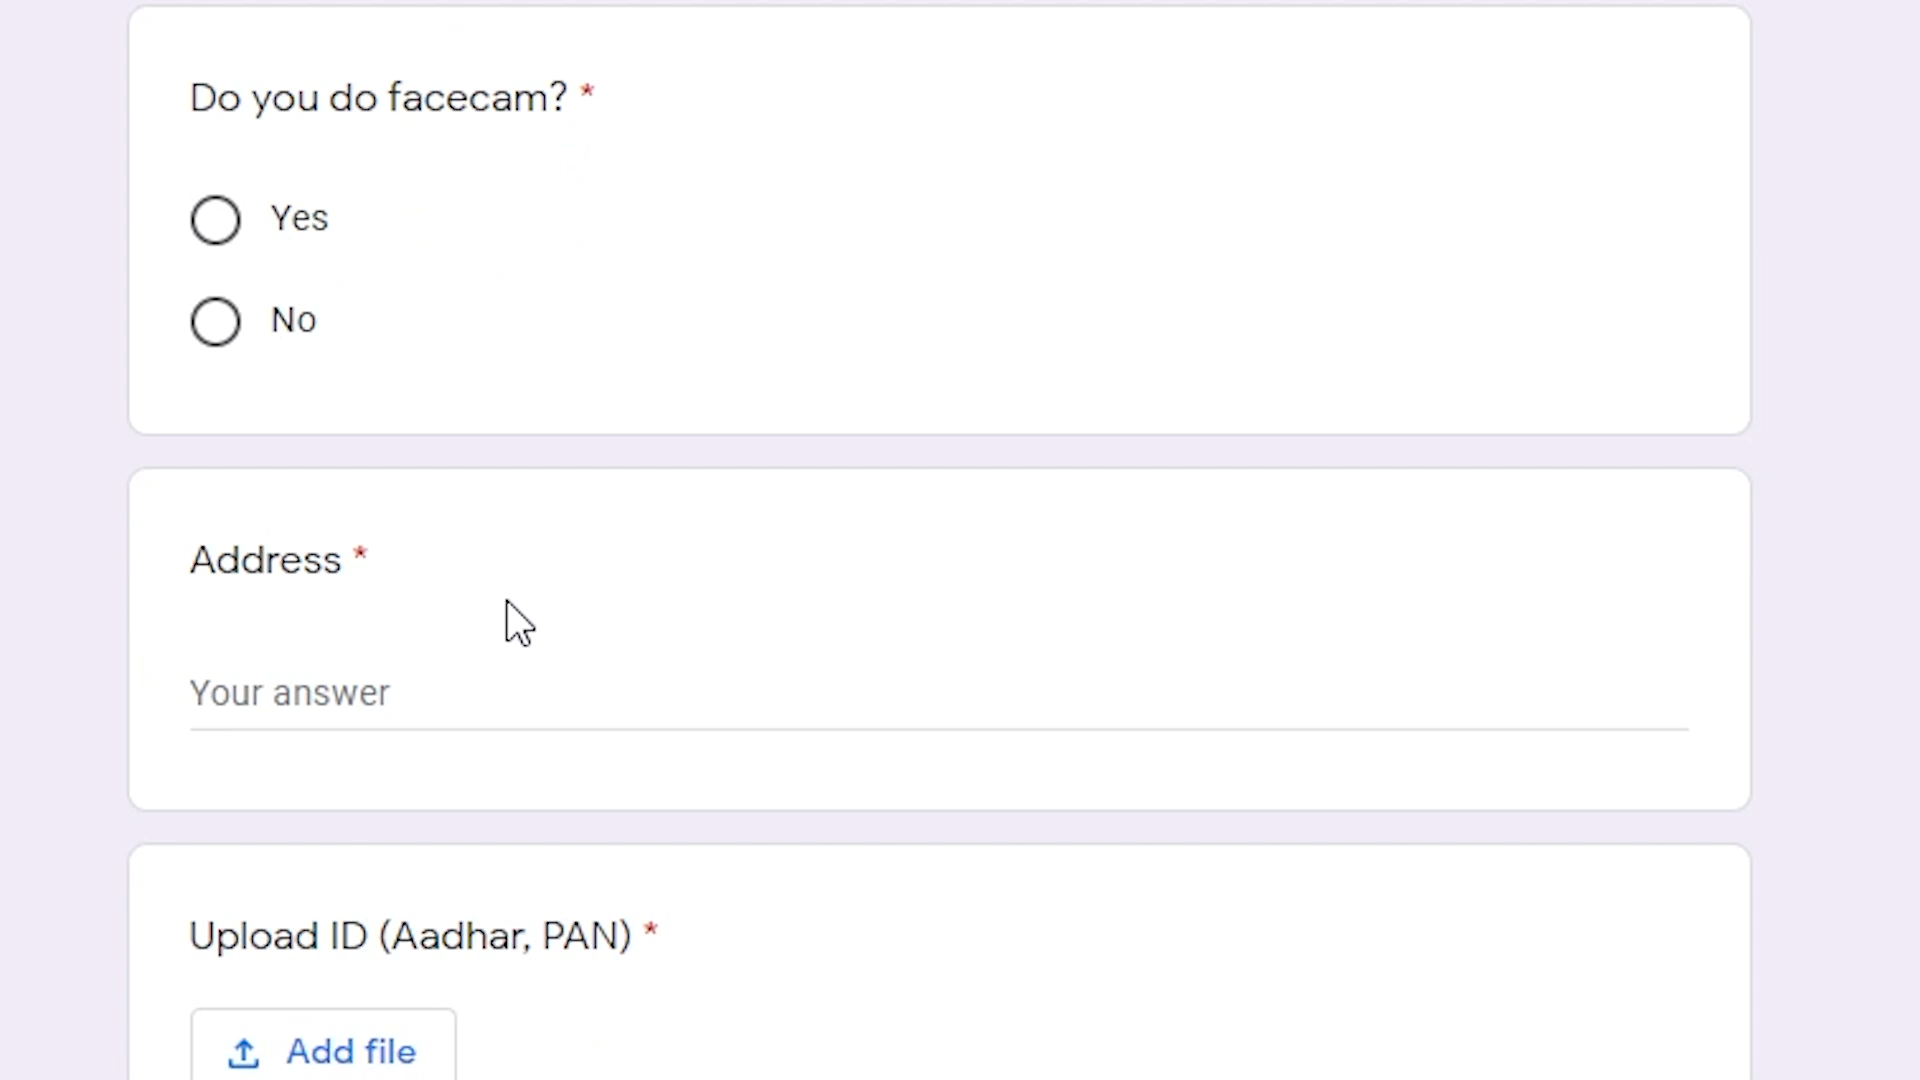 Do you do facecam? *
Yes
No
Address *
Your answer
Upload ID (Aadhar, PAN) *
Add file